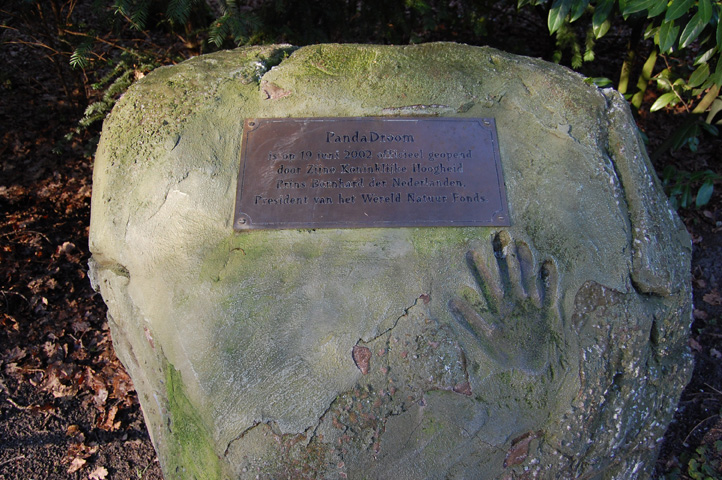 PandaDroom
is op 19 juni 2002 officieel geopend
door Zijne Koninklijke Hoogheid
Prins Bernhard der Nederlanden,
President van het Wereld Natuur Fonds